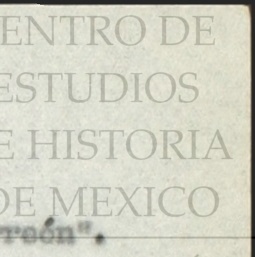 ENTRO DE
ESTUDIOS
E HISTORIA
DE MEXICO
rreón".